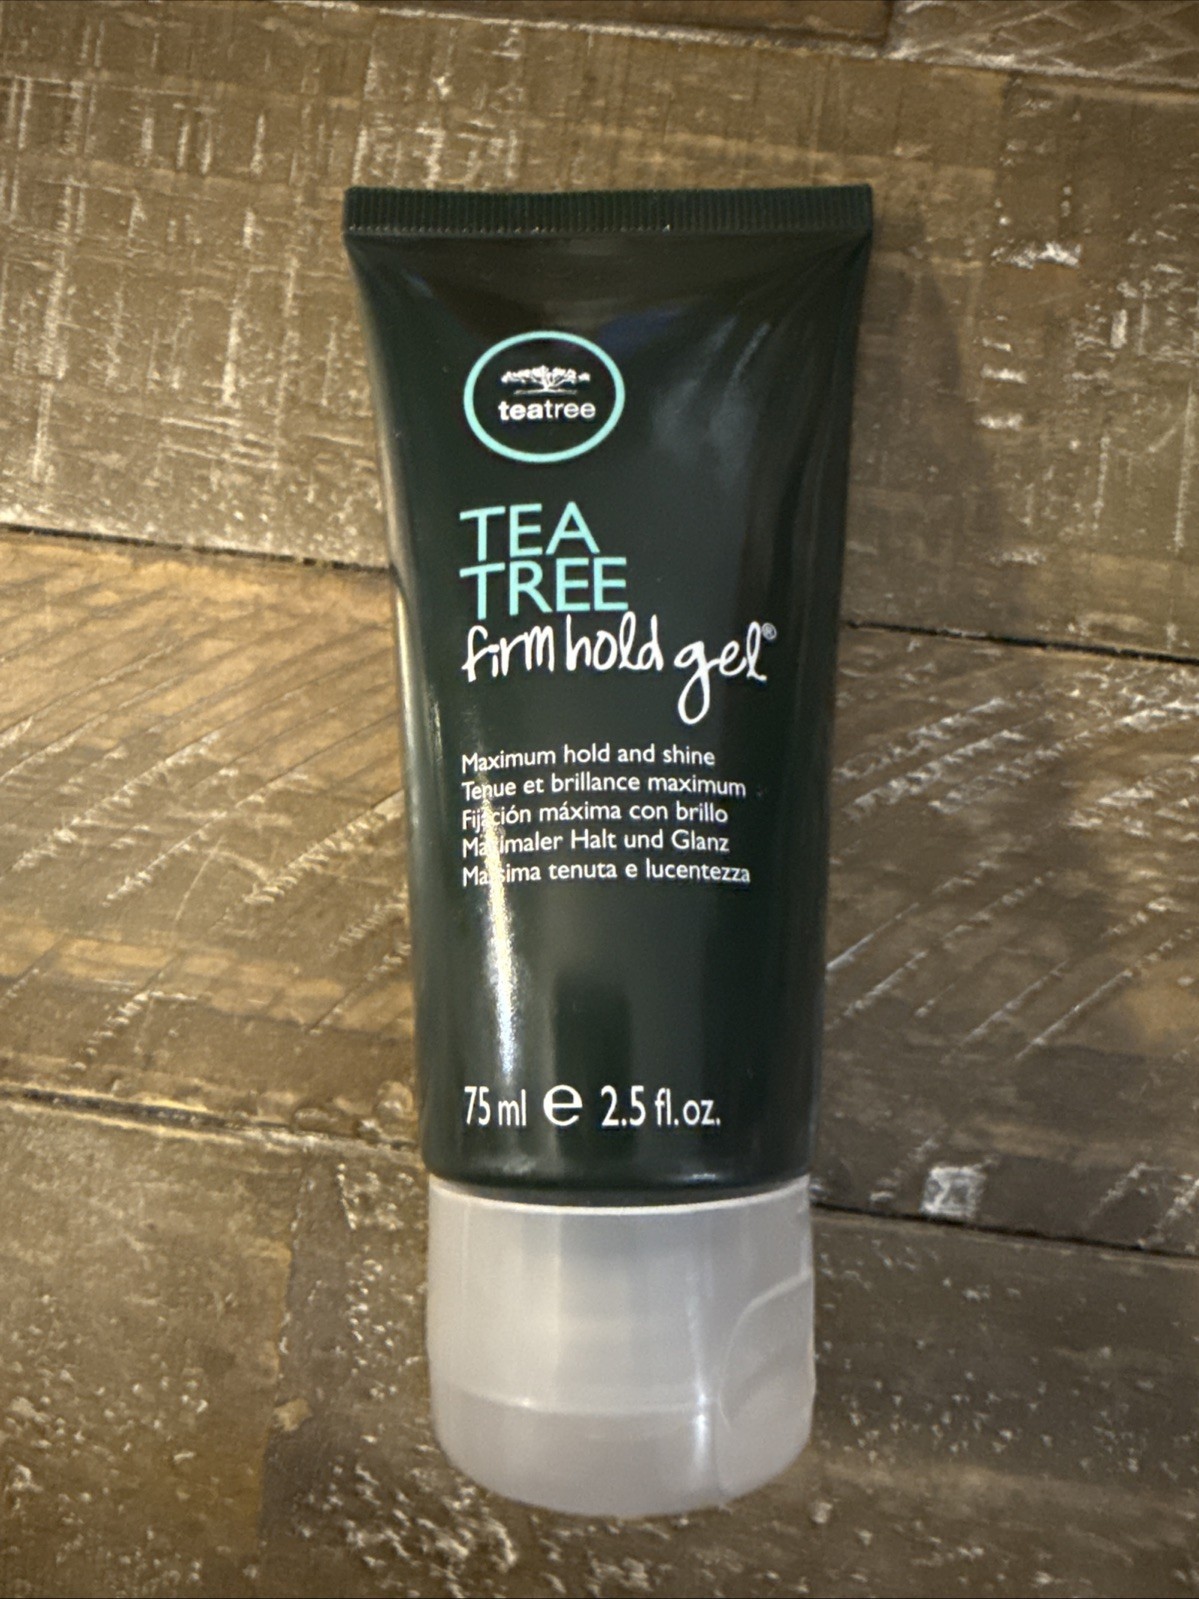 teatree
TEA
TREE
firm hold gel®
Maximum hold and shine
Tenue et brillance maximum
Fijación máxima con brillo
Maximaler Halt und Glanz
Massima tenuta e lucentezza
75 ml ℮ 2.5 fl. oz.